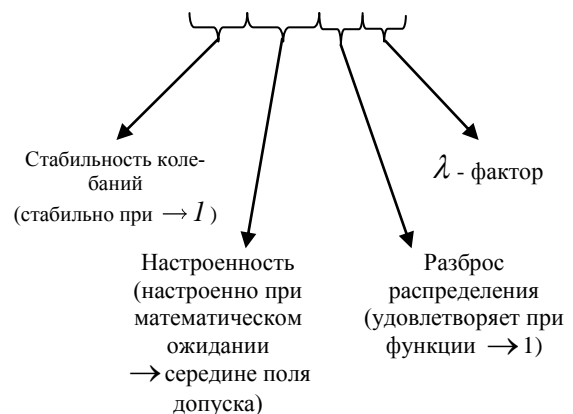 Стабильность коле-
баний
(стабильно при → 1 )
λ - фактор
Настроенность
(настроенно при
математическом
ожидании
→ середине поля
допуска)
Разброс
распределения
(удовлетворяет при
функции → 1)